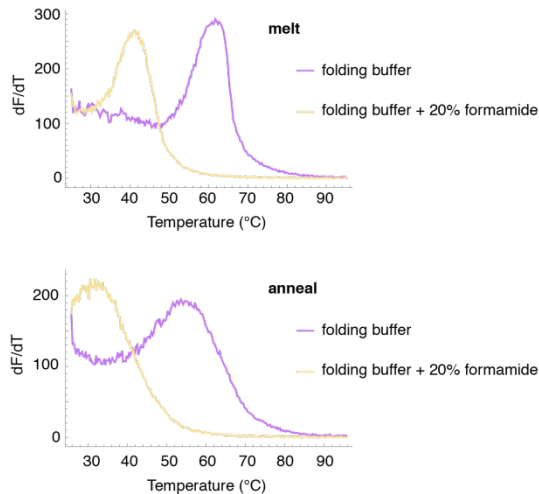 melt
300
200
100
0
dF/dT
folding buffer
folding buffer + 20% formamide
30 40 50 60 70 80 90
Temperature (°C)
anneal
200
100
0
dF/dT
folding buffer
folding buffer + 20% formamide
30 40 50 60 70 80 90
Temperature (°C)